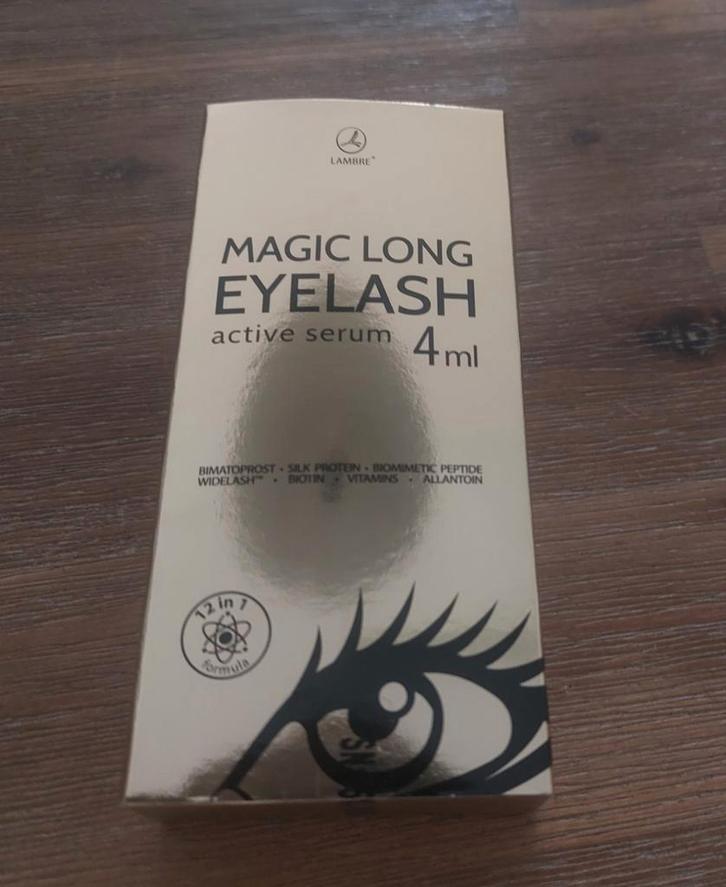 LAMBRE®
MAGIC LONG
EYELASH
active serum 4ml
BIMATOPROST • SILK PROTEIN • BIOMIMETIC PEPTIDE
WIDELASH™ • BIOTIN • VITAMINS • ALLANTOIN
12 in 1
formula